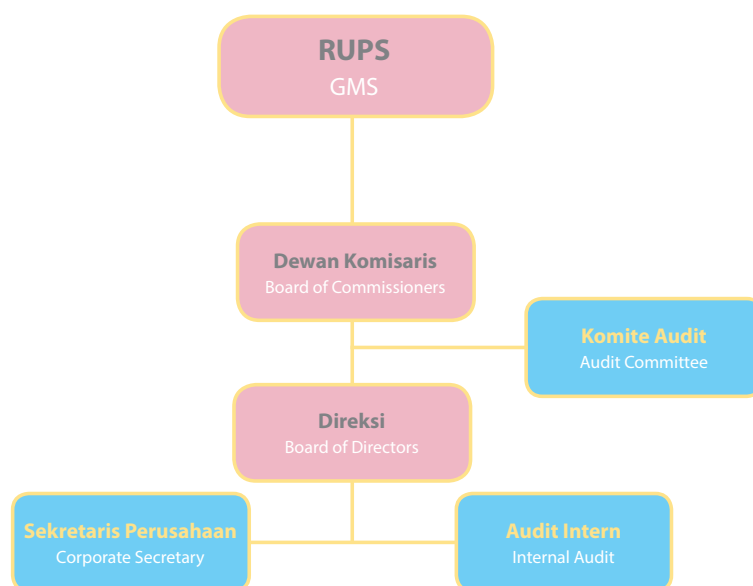 RUPS
GMS
Dewan Komisaris
Board of Commissioners
Komite Audit
Audit Committee
Direksi
Board of Directors
Sekretaris Perusahaan
Corporate Secretary
Audit Intern
Internal Audit